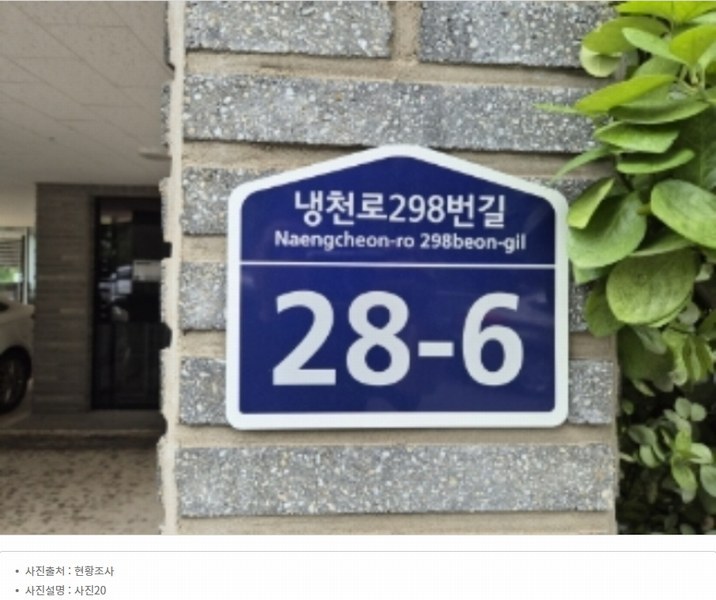 냉천로298번길
Naengcheon-ro 298beon-gil
28-6
• 사진출처 : 현황조사
• 사진설명 : 사진20